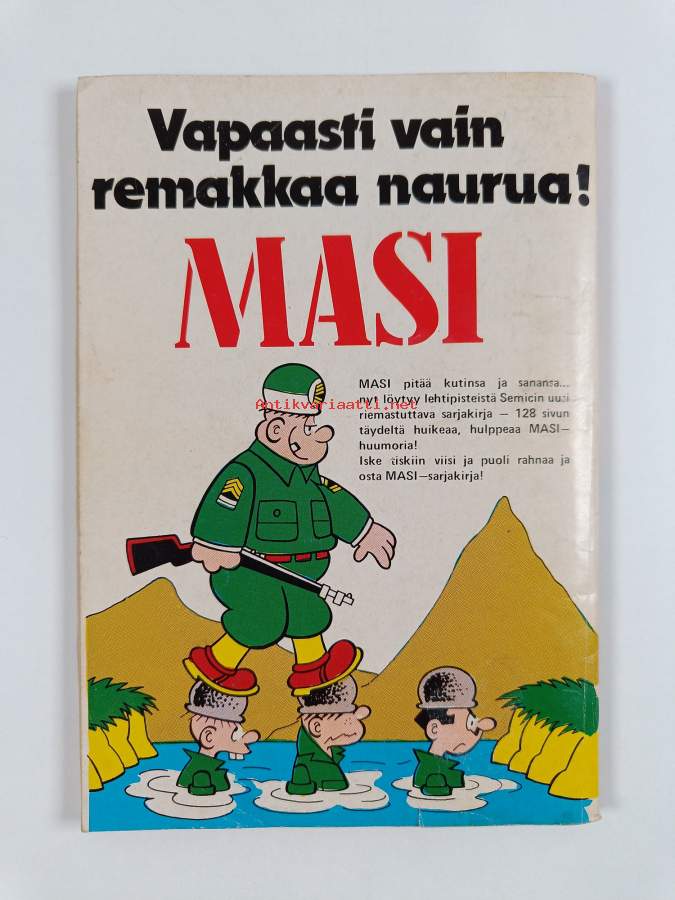 Vapaasti vain
remakkaa naurua!
MASI
MASI pitää kutinsa ja sanansa...
nyt löytyy lehtipisteistä Semicin uusi
Antikvariaatti.net
riemastuttava sarjakirja — 128 sivun
täydeltä huikeaa, hulppeaa MASI—
huumoria!
Iske tiskiin viisi ja puoli rahnaa ja
osta MASI—sarjakirja!